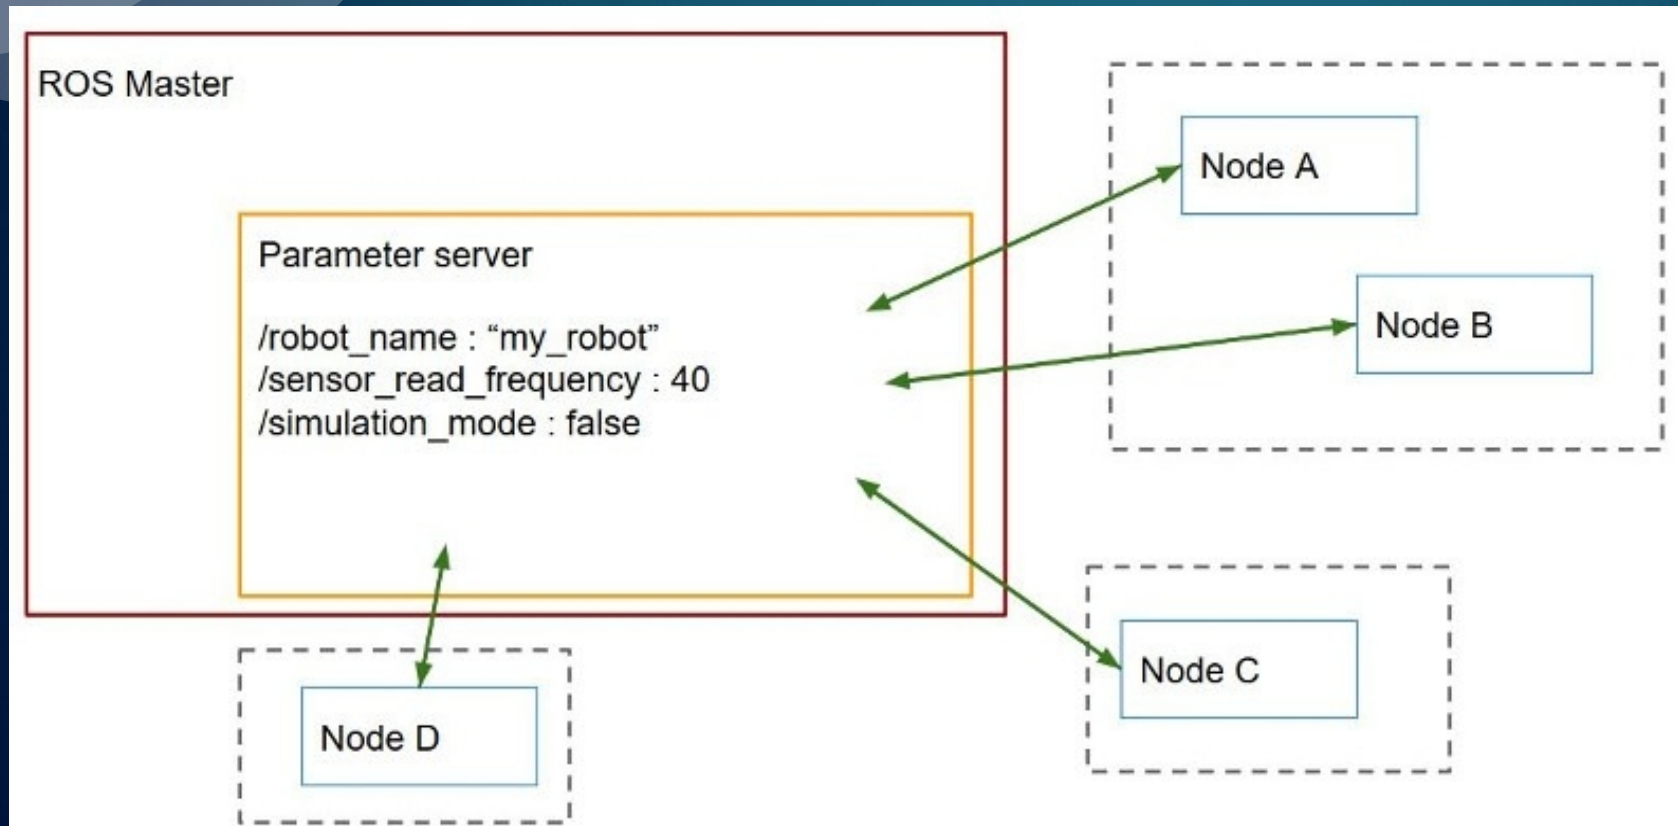 ROS Master
Parameter server
/robot_name : “my_robot”
/sensor_read_frequency : 40
/simulation_mode : false
Node A
Node B
Node C
Node D